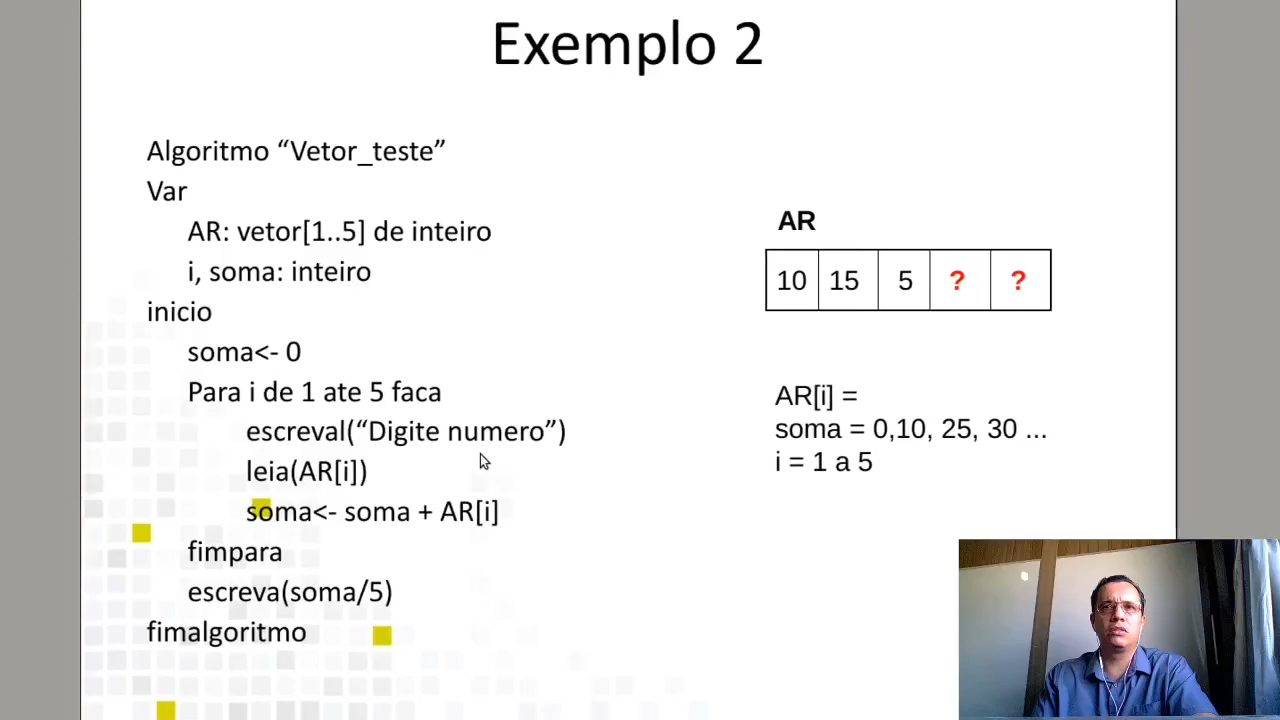 Exemplo 2
Algoritmo “Vetor_teste”
Var
AR: vetor[1..5] de inteiro
i, soma: inteiro
inicio
soma<- 0
Para i de 1 ate 5 faca
escreval(“Digite numero”)
leia(AR[i])
soma<- soma + AR[i]
fimpara
escreva(soma/5)
fimalgoritmo
AR
10 15 5 ? ?
AR[i] =
soma = 0,10, 25, 30 ...
i = 1 a 5